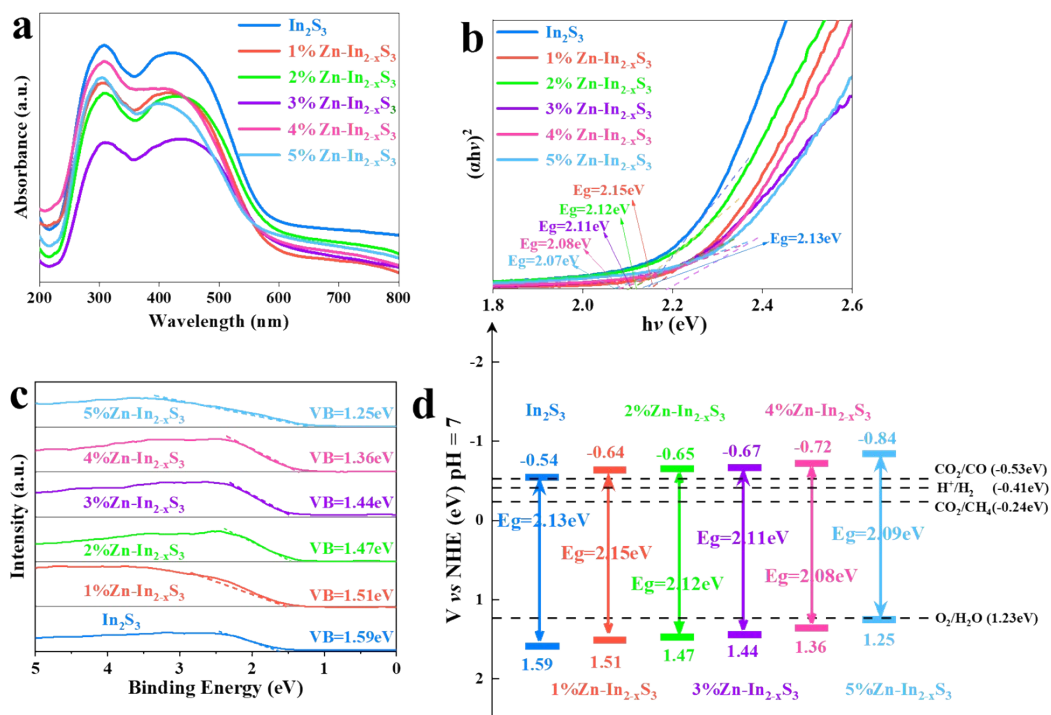 a
In₂S₃
1% Zn-In₂₋ₓS₃
2% Zn-In₂₋ₓS₃
3% Zn-In₂₋ₓS₃
4% Zn-In₂₋ₓS₃
5% Zn-In₂₋ₓS₃
Absorbance (a.u.)
200 300 400 500 600 700 800
Wavelength (nm)
b
In₂S₃
1% Zn-In₂₋ₓS₃
2% Zn-In₂₋ₓS₃
3% Zn-In₂₋ₓS₃
4% Zn-In₂₋ₓS₃
5% Zn-In₂₋ₓS₃
(αhν)²
Eg=2.15eV
Eg=2.12eV
Eg=2.11eV
Eg=2.08eV
Eg=2.07eV
Eg=2.13eV
1.8 2.0 2.2 2.4 2.6
hν (eV)
c
5%Zn-In₂₋ₓS₃ VB=1.25eV
4%Zn-In₂₋ₓS₃ VB=1.36eV
3%Zn-In₂₋ₓS₃ VB=1.44eV
2%Zn-In₂₋ₓS₃ VB=1.47eV
1%Zn-In₂₋ₓS₃ VB=1.51eV
In₂S₃ VB=1.59eV
Intensity (a.u.)
5 4 3 2 1 0
Binding Energy (eV)
d
V vs NHE (eV) pH = 7
-2
-1
0
1
2
In₂S₃ 2%Zn-In₂₋ₓS₃ 4%Zn-In₂₋ₓS₃
-0.54 -0.64 -0.65 -0.67 -0.72 -0.84
CO₂/CO (-0.53eV)
H⁺/H₂ (-0.41eV)
CO₂/CH₄(-0.24eV)
Eg=2.13eV
Eg=2.15eV
Eg=2.12eV
Eg=2.11eV
Eg=2.08eV
Eg=2.09eV
O₂/H₂O (1.23eV)
1.59 1.51 1.47 1.44 1.36 1.25
1%Zn-In₂₋ₓS₃ 3%Zn-In₂₋ₓS₃ 5%Zn-In₂₋ₓS₃